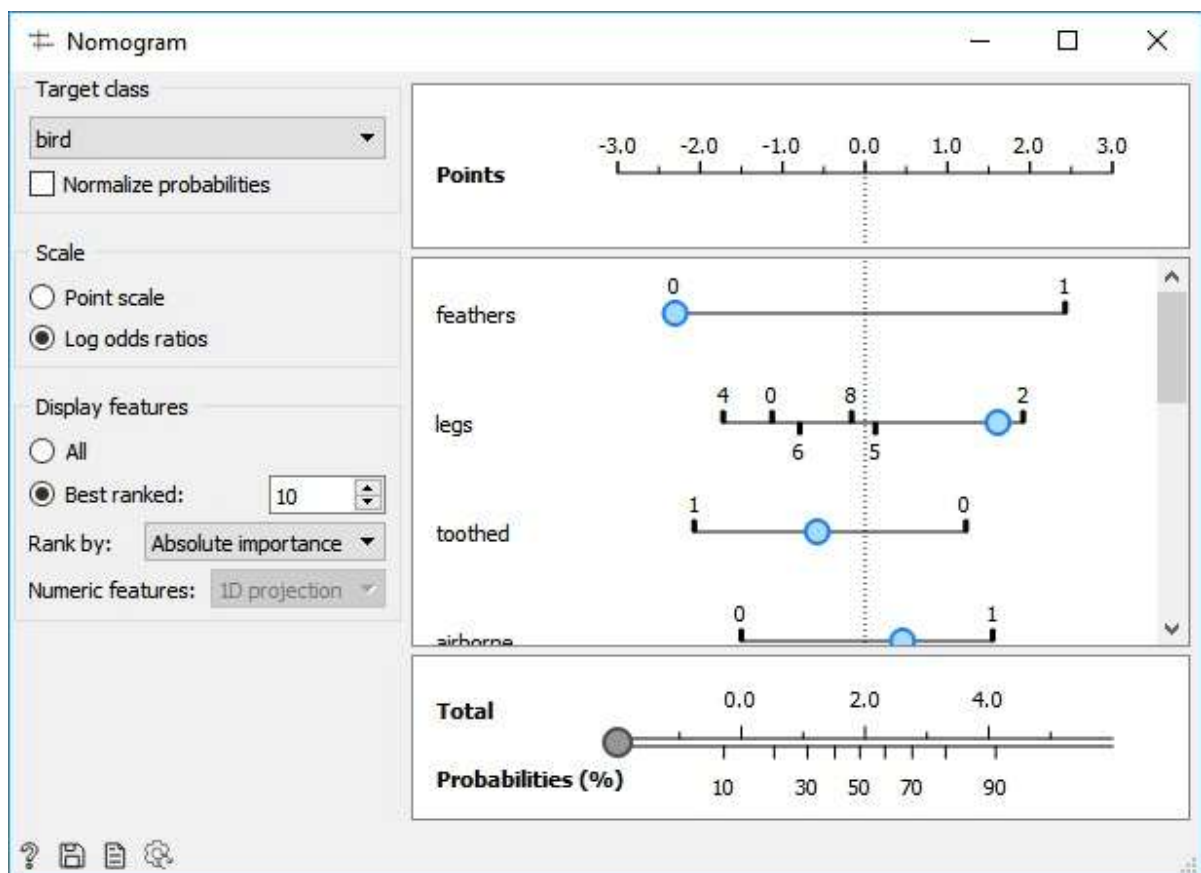 Nomogram
Target class
bird
Normalize probabilities
Scale
Point scale
Log odds ratios
Display features
All
Best ranked: 10
Rank by: Absolute importance
Numeric features: 1D projection
-3.0 -2.0 -1.0 0.0 1.0 2.0 3.0
Points
0 1
feathers
4 0 8 2
legs
6 5
1 0
toothed
0 1
airborne
0.0 2.0 4.0
Total
Probabilities (%)
10 30 50 70 90